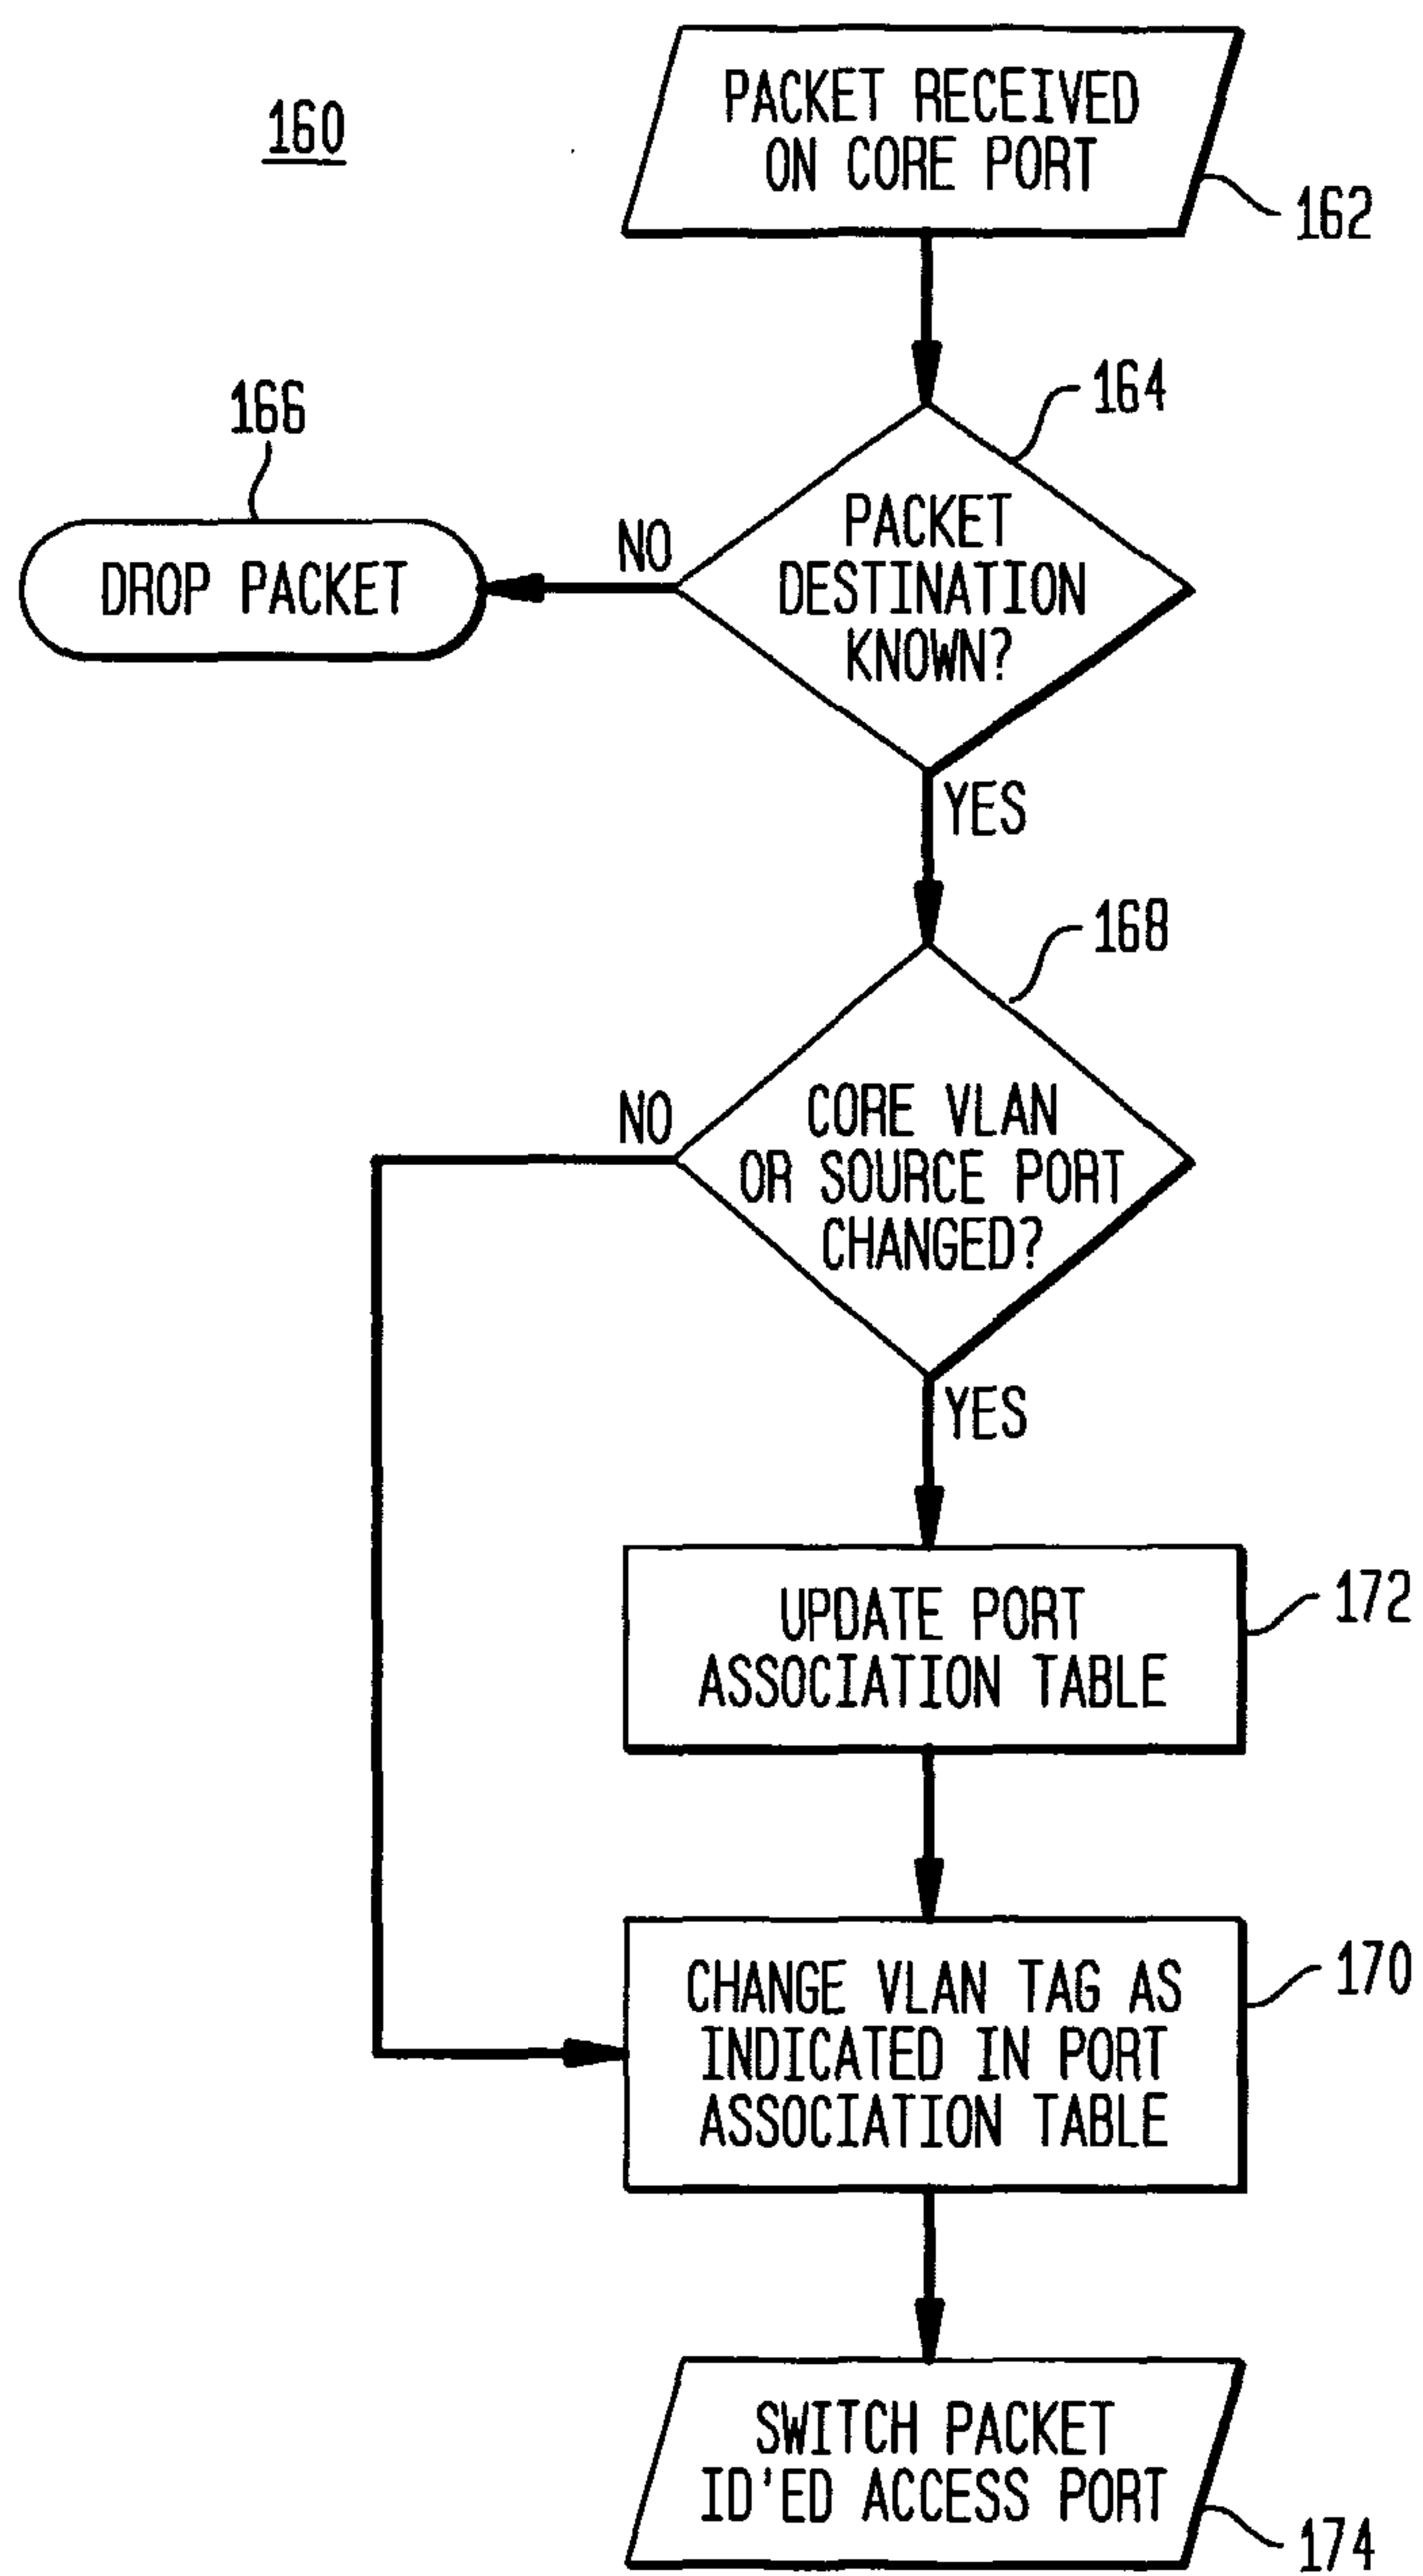 160
PACKET RECEIVED
ON CORE PORT
162
164
166
PACKET
DESTINATION
KNOWN?
NO
DROP PACKET
YES
168
CORE VLAN
OR SOURCE PORT
CHANGED?
NO
YES
UPDATE PORT
ASSOCIATION TABLE
172
CHANGE VLAN TAG AS
INDICATED IN PORT
ASSOCIATION TABLE
170
SWITCH PACKET
ID'ED ACCESS PORT
174